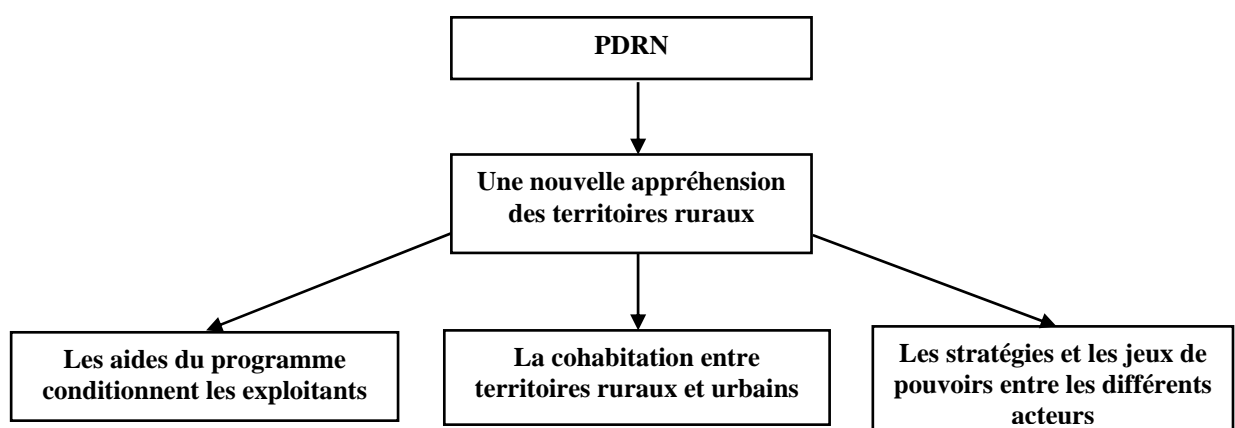 PDRN
Une nouvelle appréhension
des territoires ruraux
Les aides du programme
conditionnent les exploitants
La cohabitation entre
territoires ruraux et urbains
Les stratégies et les jeux de
pouvoirs entre les différents
acteurs